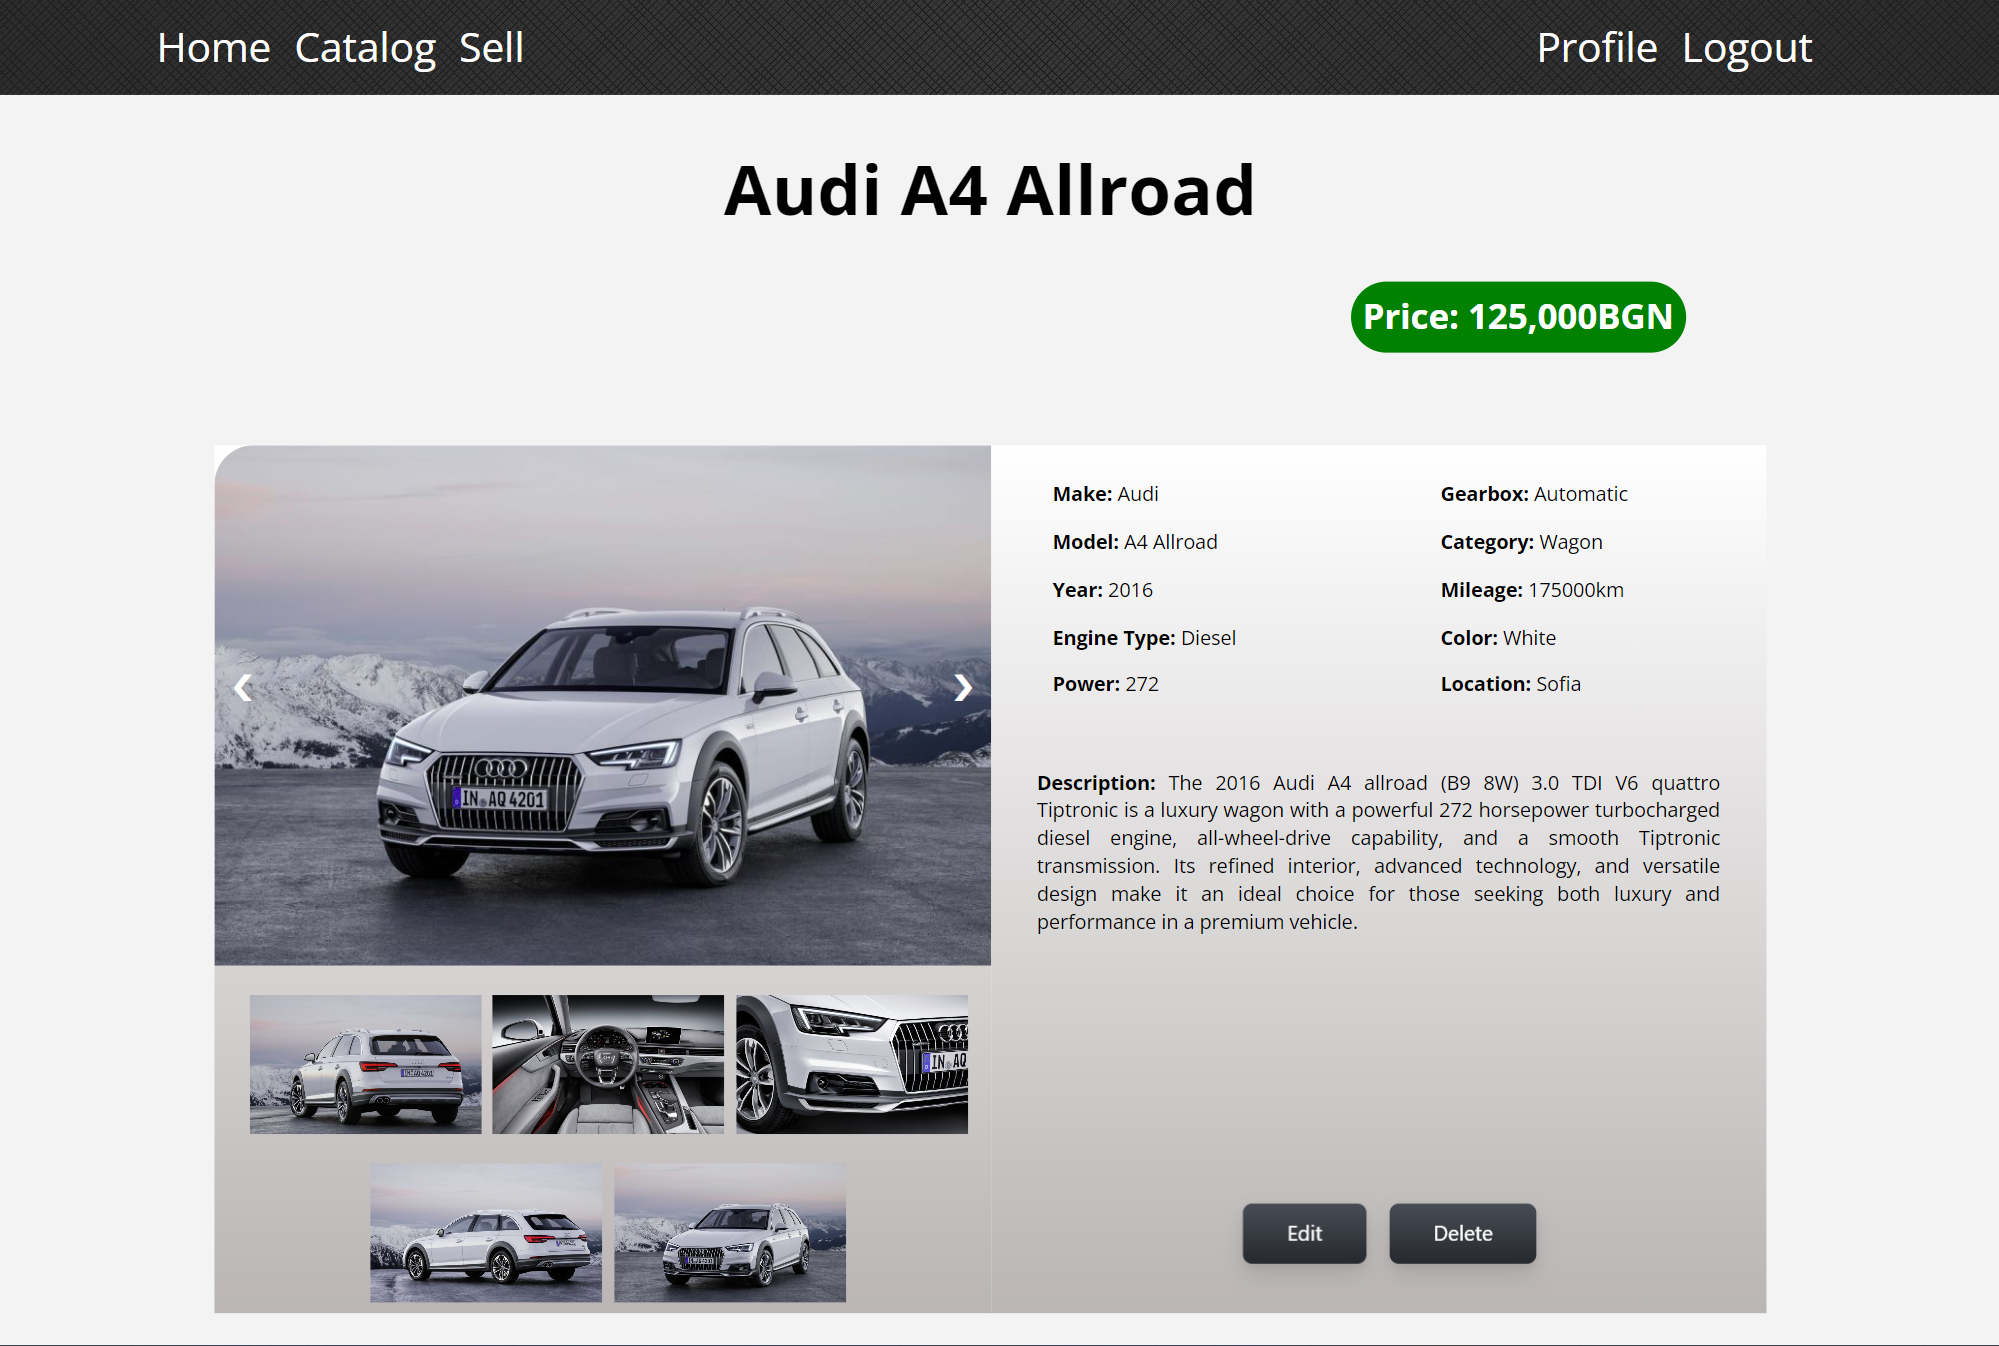 Home Catalog Sell
Profile Logout
Audi A4 Allroad
Price: 125,000BGN
IN AQ 4201
Make: Audi
Model: A4 Allroad
Year: 2016
Engine Type: Diesel
Power: 272
Gearbox: Automatic
Category: Wagon
Mileage: 175000km
Color: White
Location: Sofia
Description: The 2016 Audi A4 allroad (B9 8W) 3.0 TDI V6 quattro
Tiptronic is a luxury wagon with a powerful 272 horsepower turbocharged
diesel engine, all-wheel-drive capability, and a smooth Tiptronic
transmission. Its refined interior, advanced technology, and versatile
design make it an ideal choice for those seeking both luxury and
performance in a premium vehicle.
IN AQ 4201
IN AQ
Edit
Delete